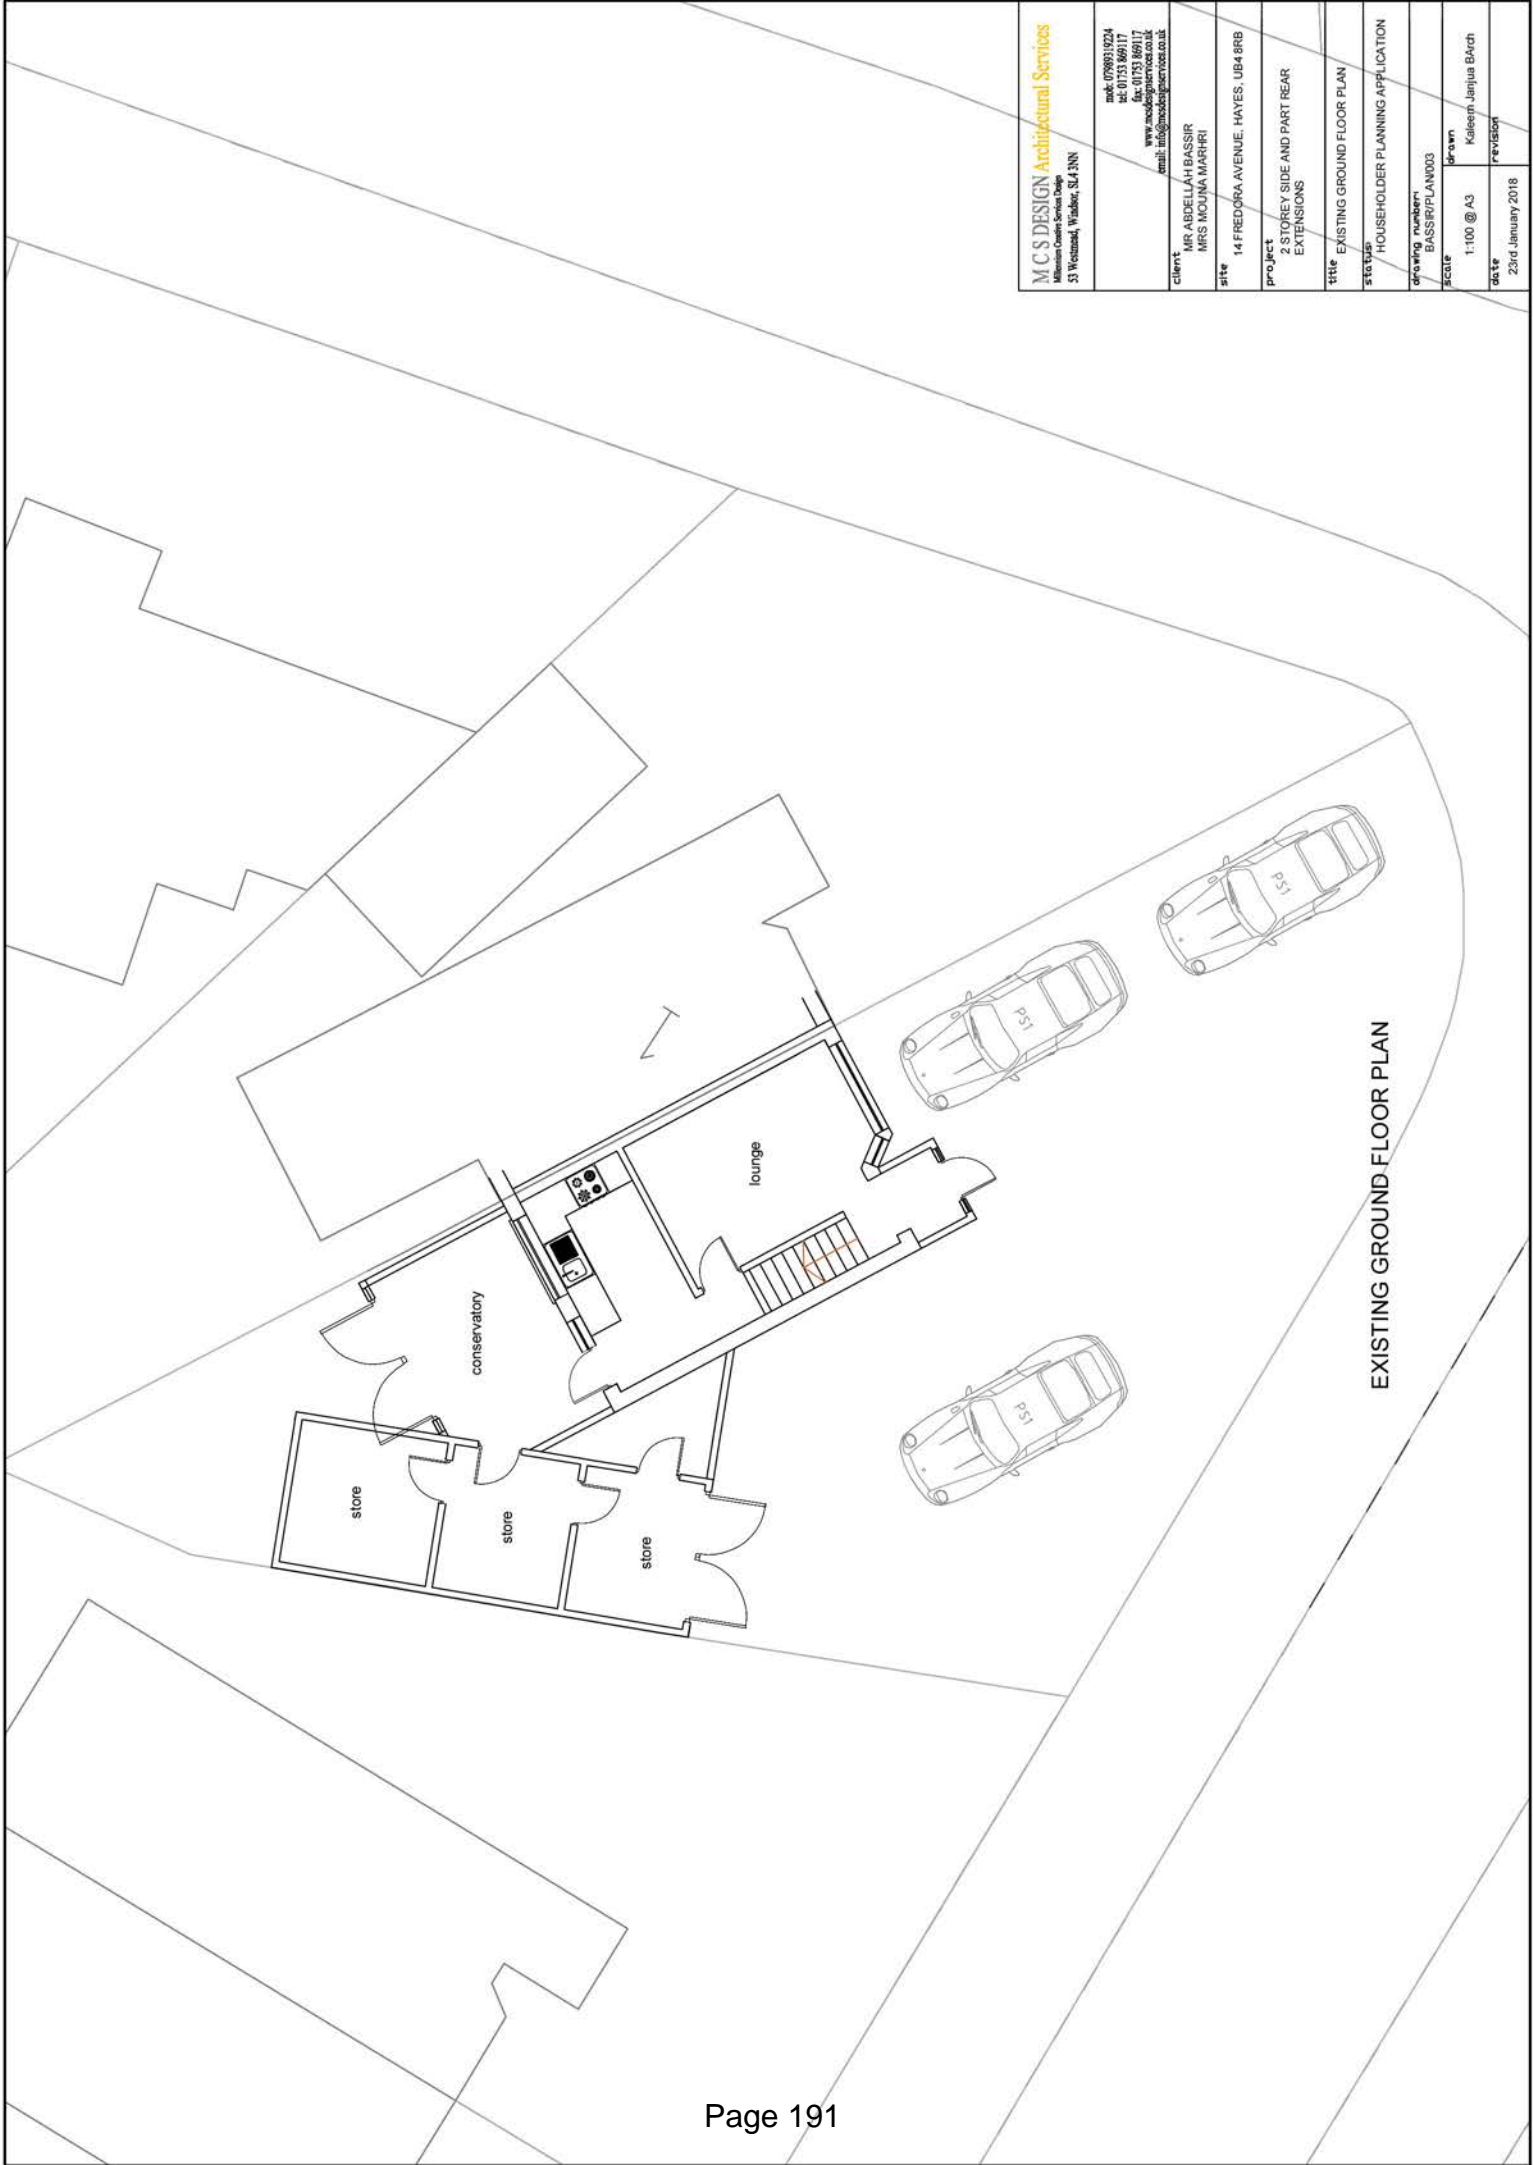 M C S DESIGN Architectural Services
Millennium Creative Services Design
53 Westmead, Windsor, SL4 3NN
mob: 07989319224
tel: 01753 869117
fax: 01753 869117
www.mcsdesignservices.co.uk
email: info@mcsdesignservices.co.uk
client
MR ABDELLAH BASSIR
MRS MOUNA MARHRI
site
14 FREDORA AVENUE, HAYES, UB4 8RB
project
2 STOREY SIDE AND PART REAR
EXTENSIONS
title
EXISTING GROUND FLOOR PLAN
status:
HOUSEHOLDER PLANNING APPLICATION
drawing number:
BASSIR/PLAN/003
scale
1:100 @ A3
drawn
Kaleem Janjua BArch
date
23rd January 2018
revision
conservatory
lounge
store
store
store
PS1
PS1
PS1
EXISTING GROUND FLOOR PLAN
Page 191